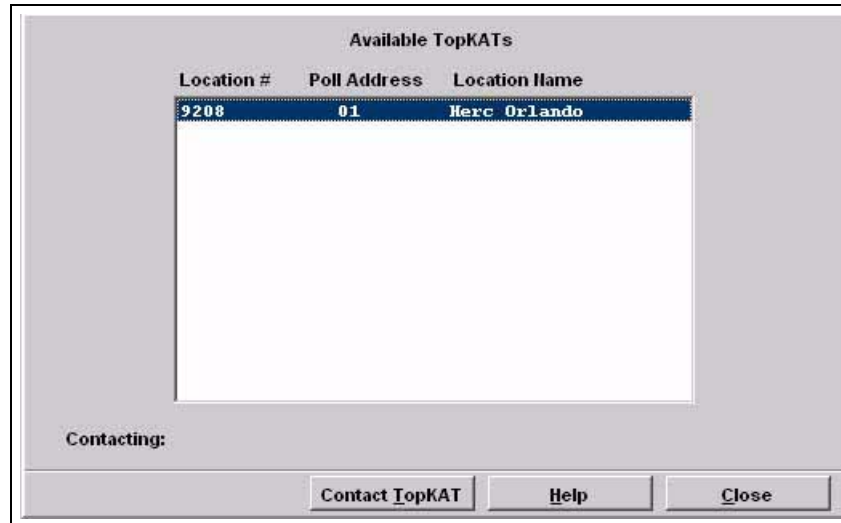 Available TopKATs
Location # Poll Address Location Name
9208 01 Herc Orlando
Contacting:
Contact TopKAT Help Close